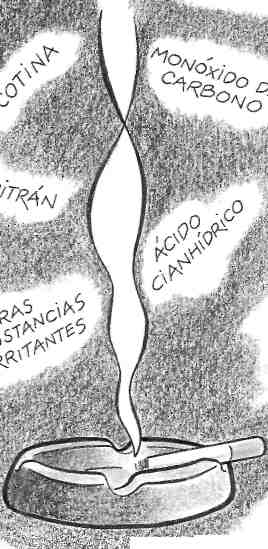 COTINA
MONÓXIDO D
CARBONO
ITRÁN
ÁCIDO
CIANHÍDRICO
RAS
STANCIAS
RRITANTES